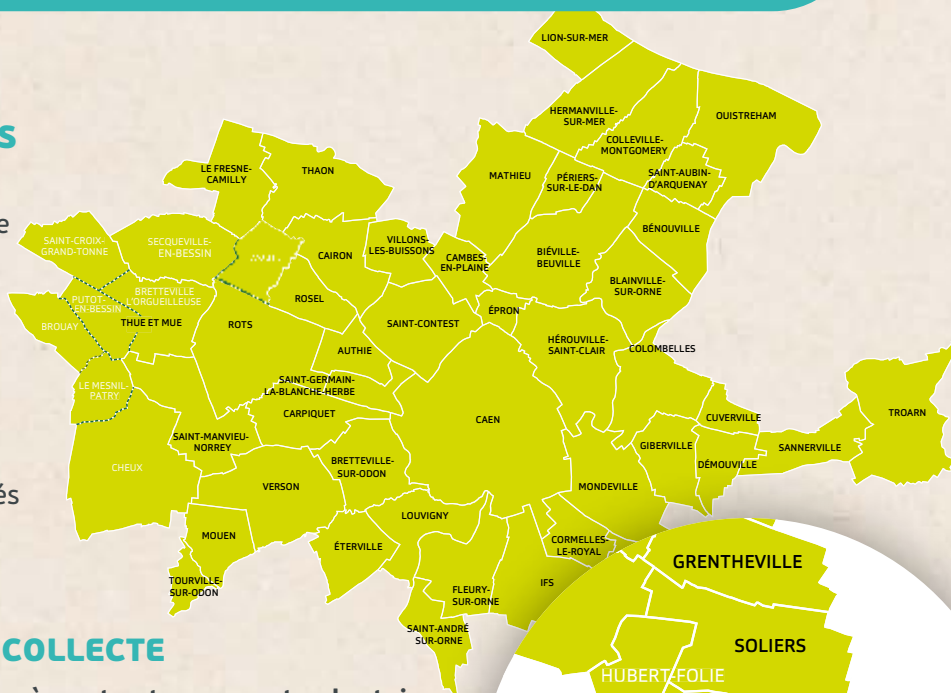 s
e
LION-SUR-MER
HERMANVILLE-
SUR-MER
OUISTREHAM
COLLEVILLE-
MONTGOMERY
LE FRESNE-
CAMILLY
THAON
MATHIEU
PÉRIERS-
SUR-LE-DAN
SAINT-AUBIN-
D'ARQUENAY
BÉNOUVILLE
SAINT-CROIX-
GRAND-TONNE
SECQUEVILLE-
EN-BESSIN
CAIRON
VILLONS-
LES-BUISSONS
CAMBES-
EN-PLAINE
BIÉVILLE-
BEUVILLE
BLAINVILLE-
SUR-ORNE
PUTOT-
EN-BESSIN
BRETTEVILLE
L'ORGUEILLEUSE
ROSEL
BROUAY
THUE ET MUE
ROTS
SAINT-CONTEST
ÉPRON
HÉROUVILLE-
SAINT-CLAIR
COLOMBELLES
AUTHIE
LE MESNIL-
PATRY
SAINT-GERMAIN-
LA-BLANCHE-HERBE
CARPIQUET
CAEN
CUVERVILLE
TROARN
SAINT-MANVIEU-
NORREY
GIBERVILLE
SANNERVILLE
CHEUX
BRETTEVILLE-
SUR-ODON
DÉMOUVILLE
VERSON
MONDEVILLE
és
LOUVIGNY
MOUEN
ÉTERVILLE
CORMELLES-
LE-ROYAL
GRENTHEVILLE
TOURVILLE-
SUR-ODON
FLEURY-
SUR-ORNE
IFS
SAINT-ANDRÉ
SUR-ORNE
SOLIERS
COLLECTE
HUBERT-FOLIE